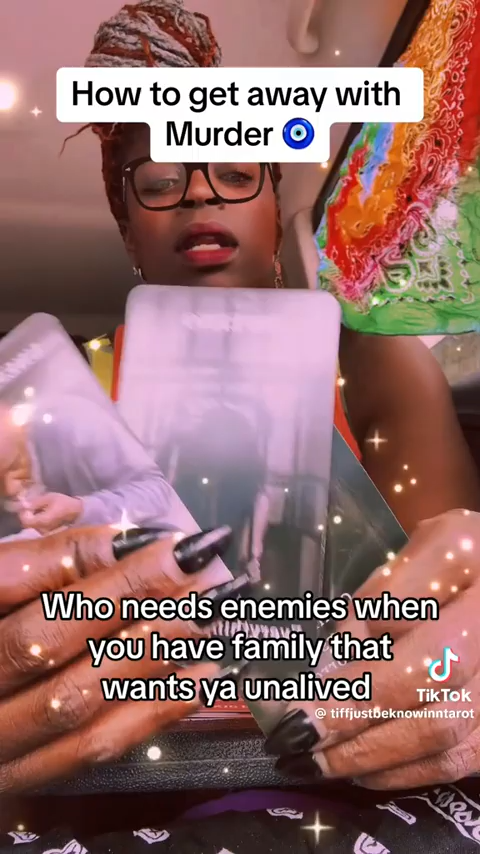 How to get away with
Murder 🧿
Who needs enemies when
you have family that
wants ya unalived
TikTok
@ tiffjustbeknowinntarot